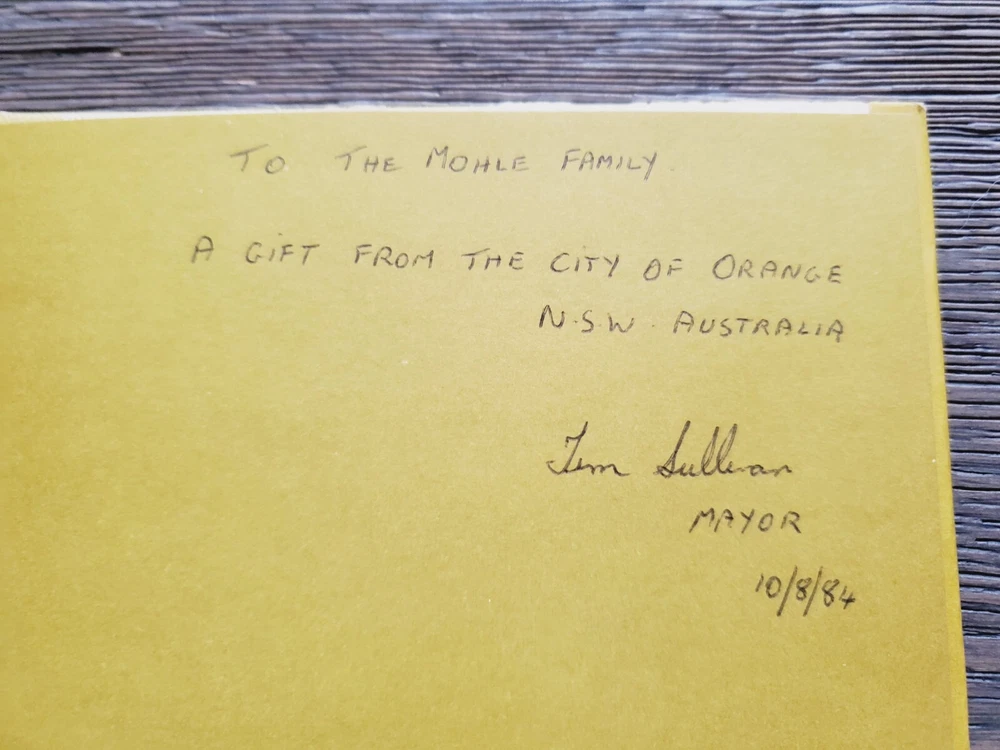 TO THE MOHLE FAMILY.
A GIFT FROM THE CITY OF ORANGE
N.S.W. AUSTRALIA
Tim Sullivan
MAYOR
10/8/84